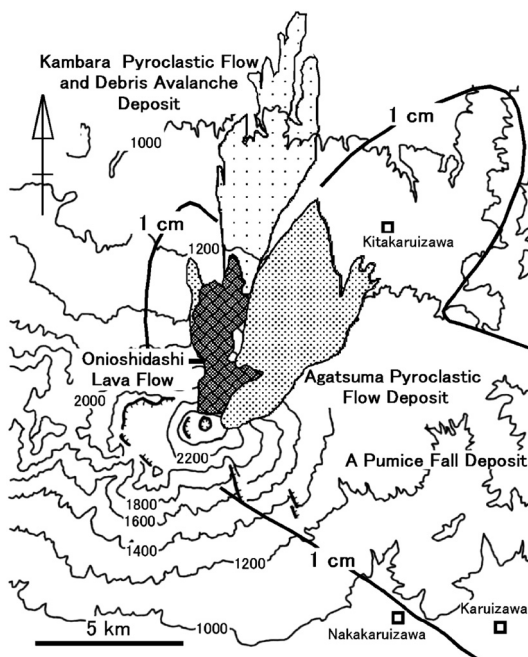 Kambara Pyroclastic Flow
and Debris Avalanche
Deposit
1 cm
1000
1 cm
Kitakaruizawa
1200
Onioshidashi
Lava Flow
Agatsuma Pyroclastic
Flow Deposit
2000
2200
A Pumice Fall Deposit
1800
1600
1400
1200
1 cm
1000
5 km
Nakakaruizawa
Karuizawa